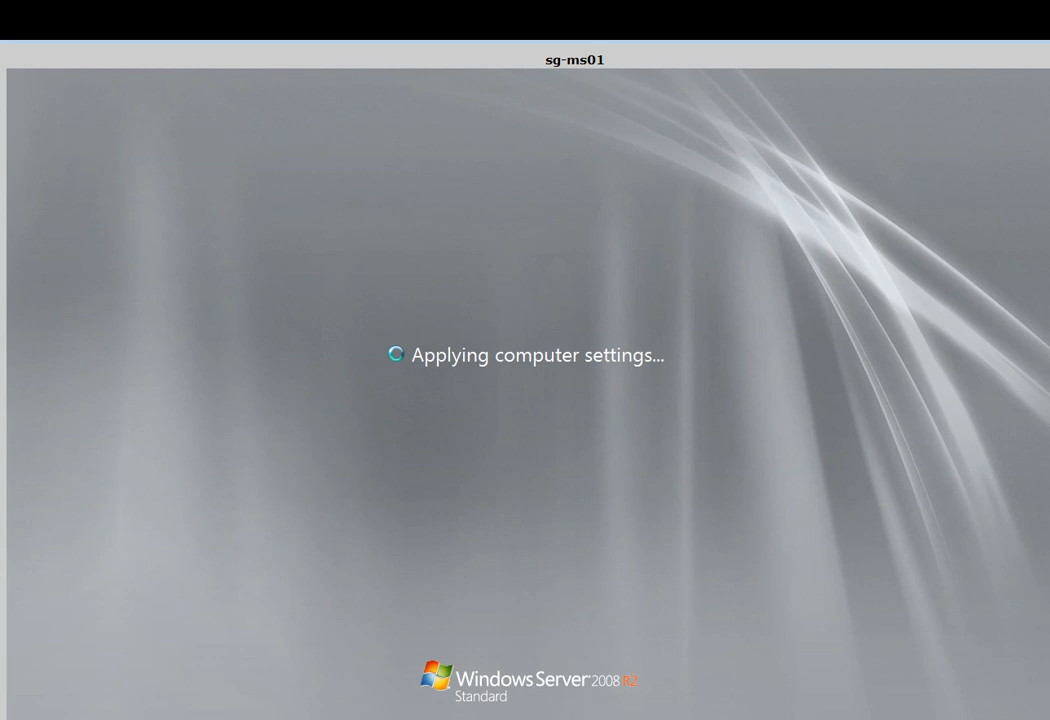 sg-ms01
Applying computer settings...
Windows Server 2008 R2
Standard